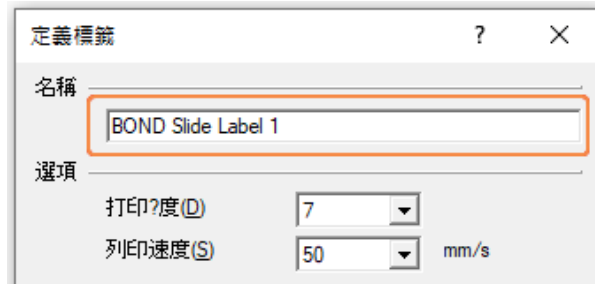 定義標籤 ?
名稱
BOND Slide Label 1
選項
打印?度(D) 7
列印速度(S) 50 mm/s